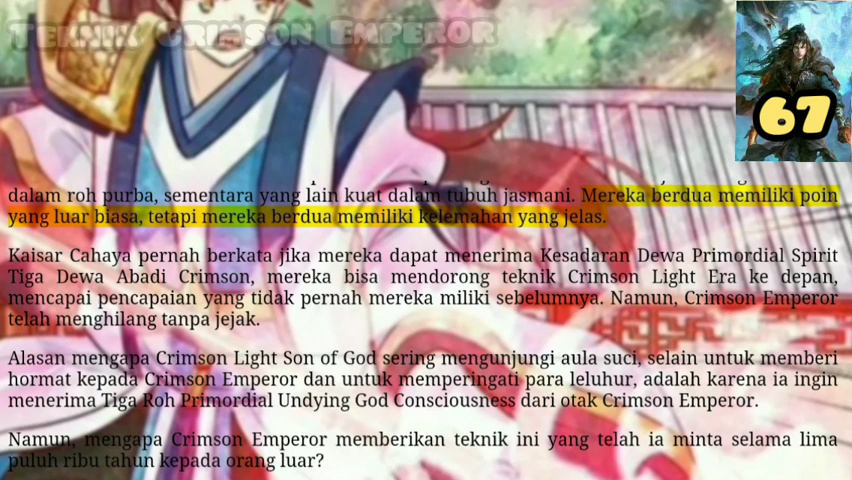 Teknik Crimson Emperor
67
dalam roh purba, sementara yang lain kuat dalam tubuh jasmani. Mereka berdua memiliki poin
yang luar biasa, tetapi mereka berdua memiliki kelemahan yang jelas.
Kaisar Cahaya pernah berkata jika mereka dapat menerima Kesadaran Dewa Primordial Spirit
Tiga Dewa Abadi Crimson, mereka bisa mendorong teknik Crimson Light Era ke depan,
mencapai pencapaian yang tidak pernah mereka miliki sebelumnya. Namun, Crimson Emperor
telah menghilang tanpa jejak.
Alasan mengapa Crimson Light Son of God sering mengunjungi aula suci, selain untuk memberi
hormat kepada Crimson Emperor dan untuk memperingati para leluhur, adalah karena ia ingin
menerima Tiga Roh Primordial Undying God Consciousness dari otak Crimson Emperor.
Namun, mengapa Crimson Emperor memberikan teknik ini yang telah ia minta selama lima
puluh ribu tahun kepada orang luar?